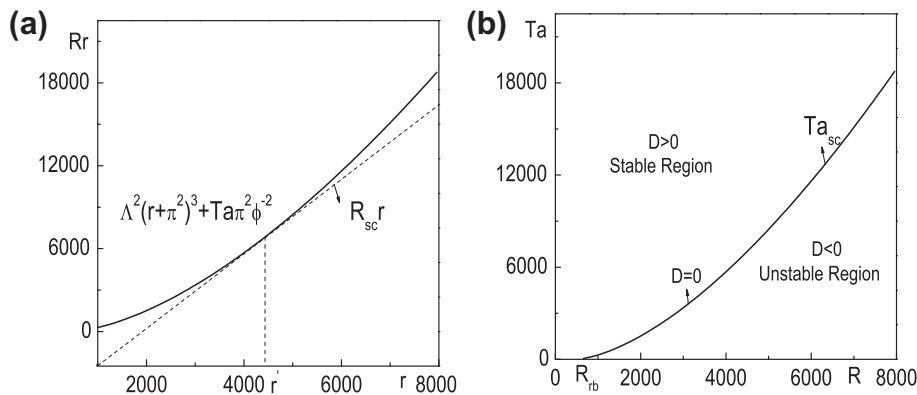 (a)
Rr
18000
12000
6000
0
Λ²(r+π²)³+Taπ²ϕ⁻²
R_sc r
2000
4000
r'
6000
r
8000
(b)
Ta
18000
12000
6000
0
D>0
Stable Region
Ta_sc
D=0
D<0
Unstable Region
0
R_rb
2000
4000
6000
R
8000